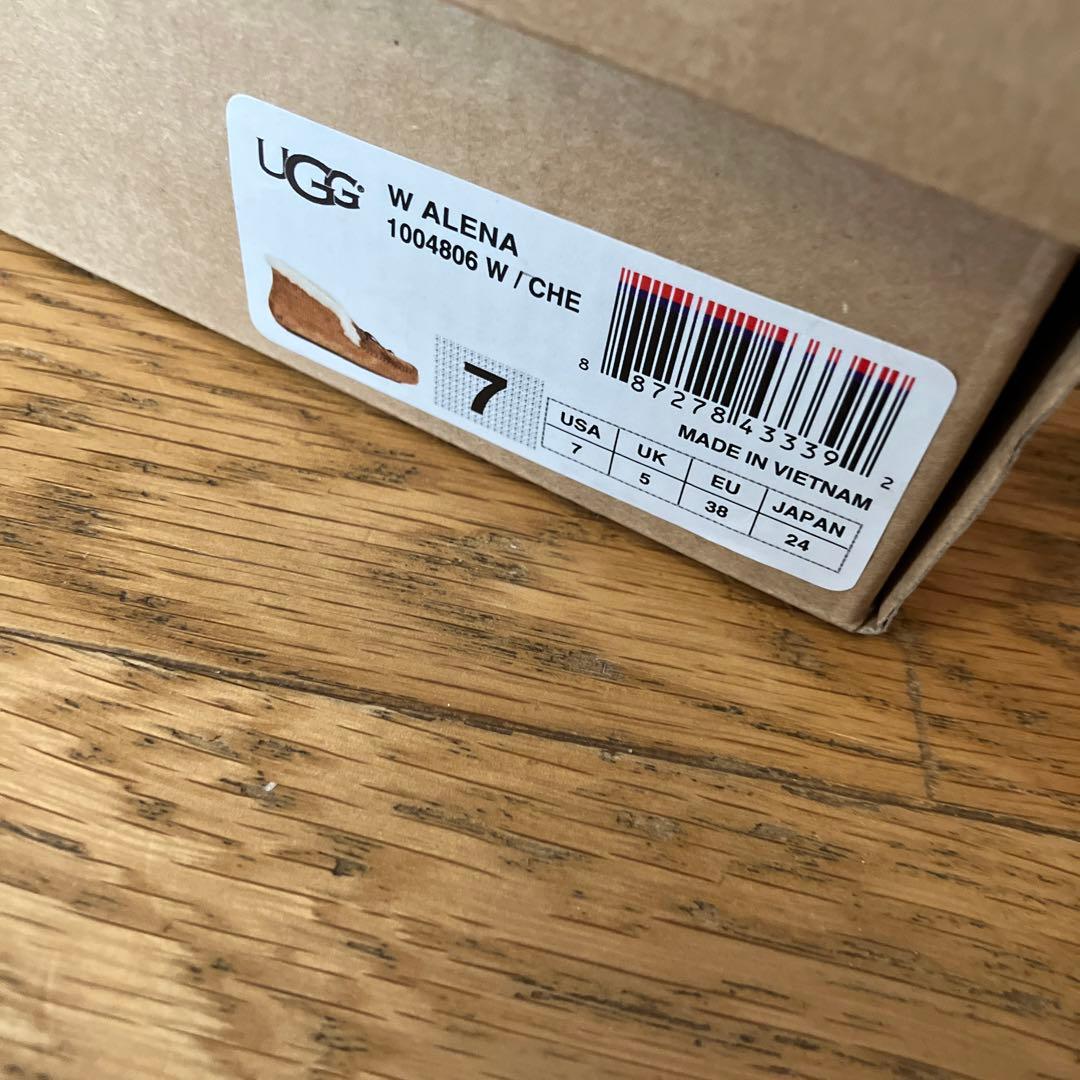 UGG®
W ALENA
1004806 W / CHE
7
8 87278 43339 2
MADE IN VIETNAM
USA UK EU JAPAN
7 5 38 24